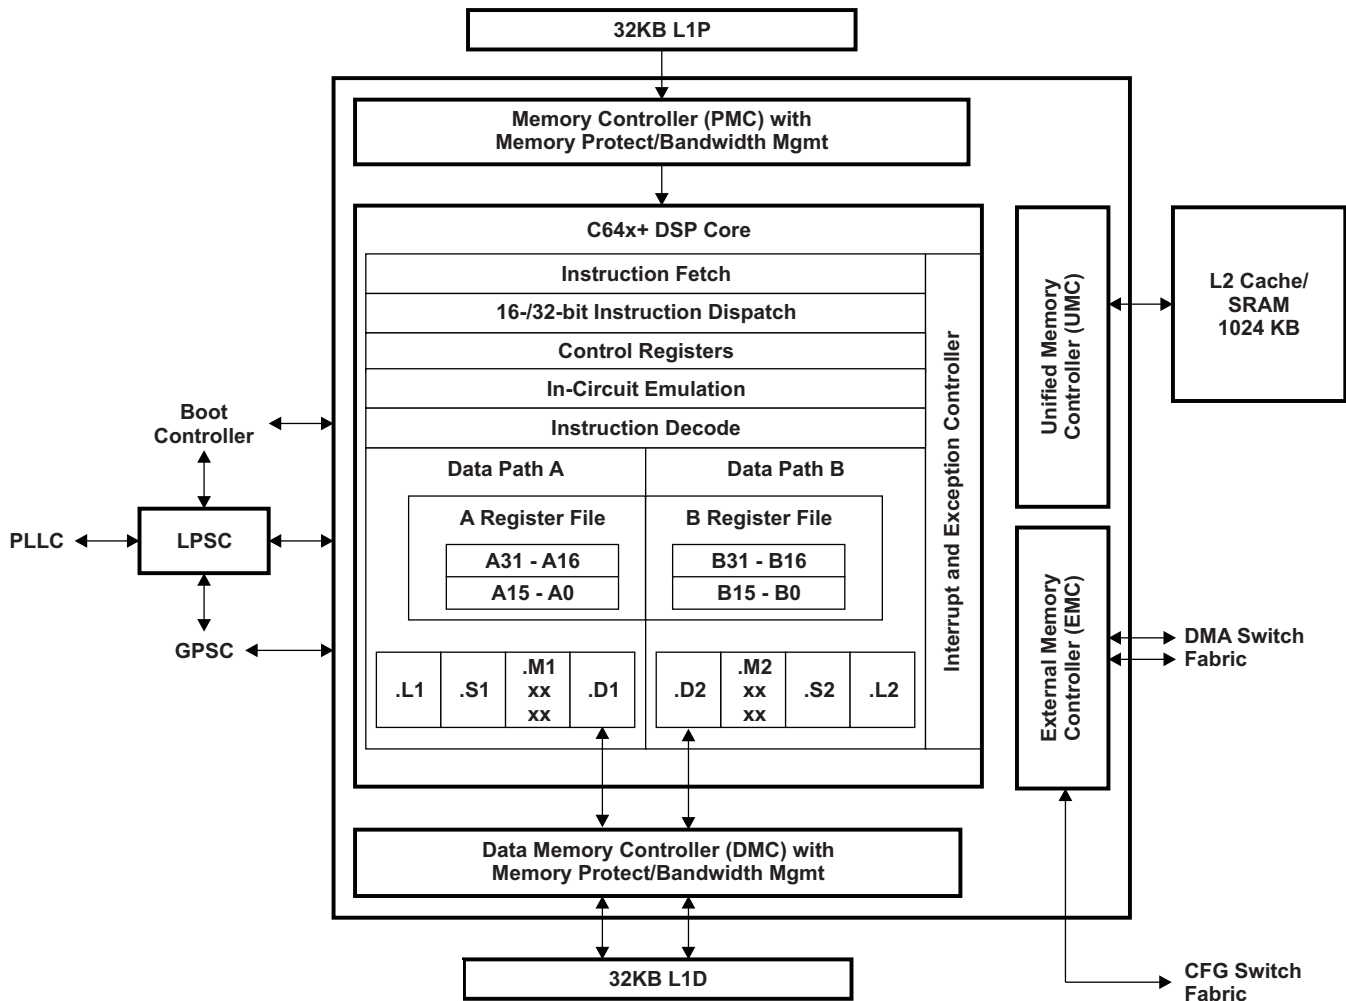 32KB L1P
Memory Controller (PMC) with
Memory Protect/Bandwidth Mgmt
C64x+ DSP Core
Instruction Fetch
16-/32-bit Instruction Dispatch
Control Registers
In-Circuit Emulation
Instruction Decode
Data Path A
Data Path B
A Register File
B Register File
A31 - A16
A15 - A0
B31 - B16
B15 - B0
.L1
.S1
.M1
xx
xx
.D1
.D2
.M2
xx
xx
.S2
.L2
Interrupt and Exception Controller
Unified Memory
Controller (UMC)
External Memory
Controller (EMC)
L2 Cache/
SRAM
1024 KB
Boot
Controller
PLLC
LPSC
GPSC
DMA Switch
Fabric
Data Memory Controller (DMC) with
Memory Protect/Bandwidth Mgmt
32KB L1D
CFG Switch
Fabric